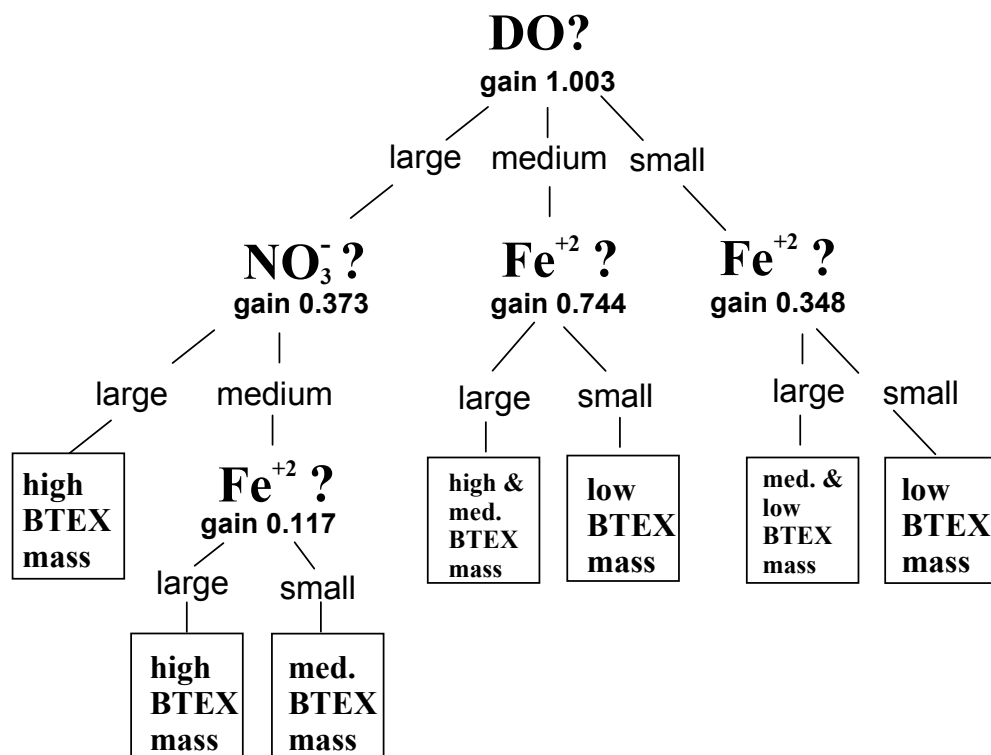 DO?
gain 1.003
large medium small
NO₃⁻ ? Fe⁺² ? Fe⁺² ?
gain 0.373 gain 0.744 gain 0.348
large medium large small large small
high BTEX mass
Fe⁺² ?
gain 0.117
high & med. BTEX mass
low BTEX mass
med. & low BTEX mass
low BTEX mass
large small
high BTEX mass
med. BTEX mass